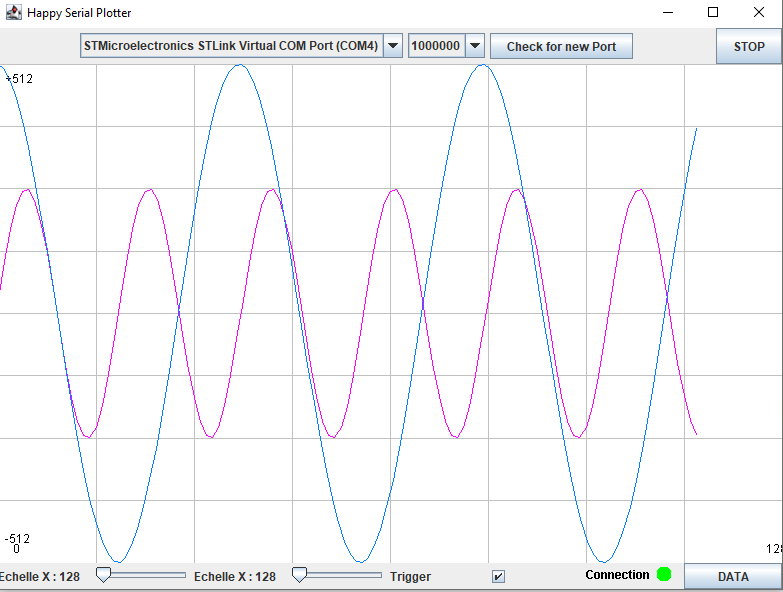 Happy Serial Plotter
STMicroelectronics STLink Virtual COM Port (COM4) 1000000 Check for new Port STOP
+512
-512
0 128
Echelle X : 128 Echelle X : 128 Trigger Connection DATA